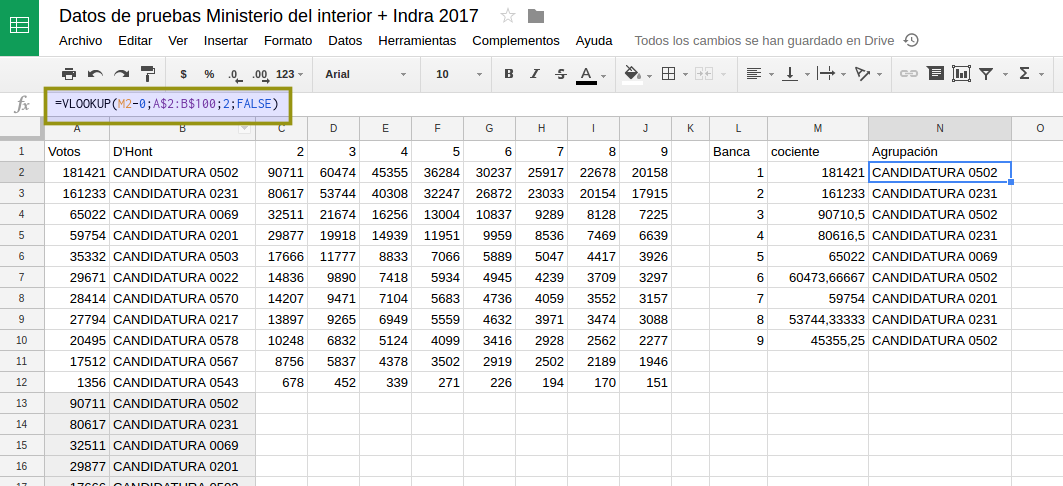 Datos de pruebas Ministerio del interior + Indra 2017
Archivo Editar Ver Insertar Formato Datos Herramientas Complementos Ayuda Todos los cambios se han guardado en Drive
$ % .0 .00 123 Arial 10 B I S A Σ
fx =VLOOKUP(M2-0;A$2:B$100;2;FALSE)
A B C D E F G H I J K L M N O
1 Votos D'Hont 2 3 4 5 6 7 8 9 Banca cociente Agrupación
2 181421 CANDIDATURA 0502 90711 60474 45355 36284 30237 25917 22678 20158 1 181421 CANDIDATURA 0502
3 161233 CANDIDATURA 0231 80617 53744 40308 32247 26872 23033 20154 17915 2 161233 CANDIDATURA 0231
4 65022 CANDIDATURA 0069 32511 21674 16256 13004 10837 9289 8128 7225 3 90710,5 CANDIDATURA 0502
5 59754 CANDIDATURA 0201 29877 19918 14939 11951 9959 8536 7469 6639 4 80616,5 CANDIDATURA 0231
6 35332 CANDIDATURA 0503 17666 11777 8833 7066 5889 5047 4417 3926 5 65022 CANDIDATURA 0069
7 29671 CANDIDATURA 0022 14836 9890 7418 5934 4945 4239 3709 3297 6 60473,66667 CANDIDATURA 0502
8 28414 CANDIDATURA 0570 14207 9471 7104 5683 4736 4059 3552 3157 7 59754 CANDIDATURA 0201
9 27794 CANDIDATURA 0217 13897 9265 6949 5559 4632 3971 3474 3088 8 53744,33333 CANDIDATURA 0231
10 20495 CANDIDATURA 0578 10248 6832 5124 4099 3416 2928 2562 2277 9 45355,25 CANDIDATURA 0502
11 17512 CANDIDATURA 0567 8756 5837 4378 3502 2919 2502 2189 1946
12 1356 CANDIDATURA 0543 678 452 339 271 226 194 170 151
13 90711 CANDIDATURA 0502
14 80617 CANDIDATURA 0231
15 32511 CANDIDATURA 0069
16 29877 CANDIDATURA 0201
17 17666 CANDIDATURA 0503